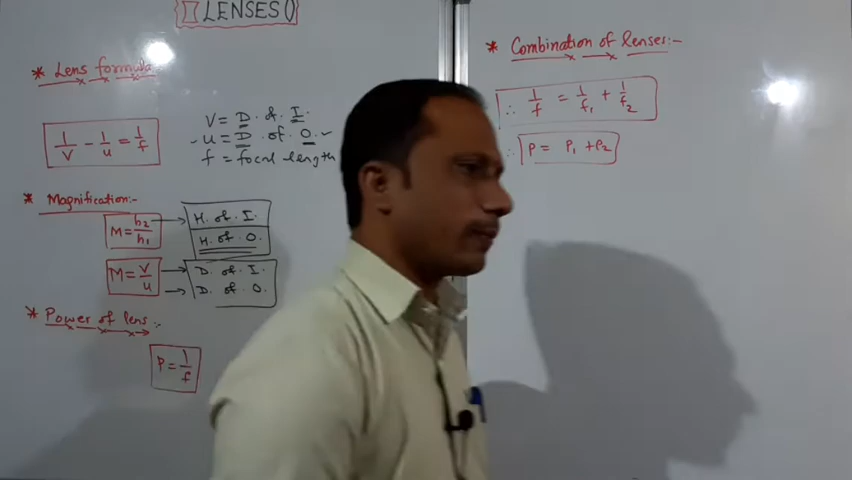 LENSES()
* Lens formula
1/v - 1/u = 1/f
V = D. of I.
- u = D. of O. -
f = focal length
* Magnification:-
M = h2/h1
H. of I.
H. of O.
M = v/u
D. of I.
D. of O.
* Power of lens:-
P = 1/f
* Combination of lenses:-
∴ 1/f = 1/f1 + 1/f2
∴ P = P1 + P2